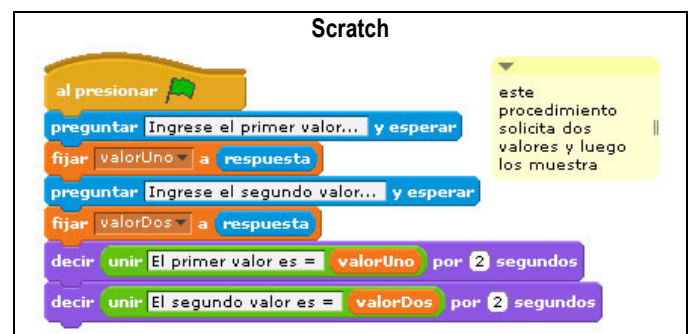 Scratch
al presionar
preguntar Ingrese el primer valor... y esperar
fijar valorUno a respuesta
preguntar Ingrese el segundo valor... y esperar
fijar valorDos a respuesta
decir unir El primer valor es = valorUno por 2 segundos
decir unir El segundo valor es = valorDos por 2 segundos
este
procedimiento
solicita dos
valores y luego
los muestra